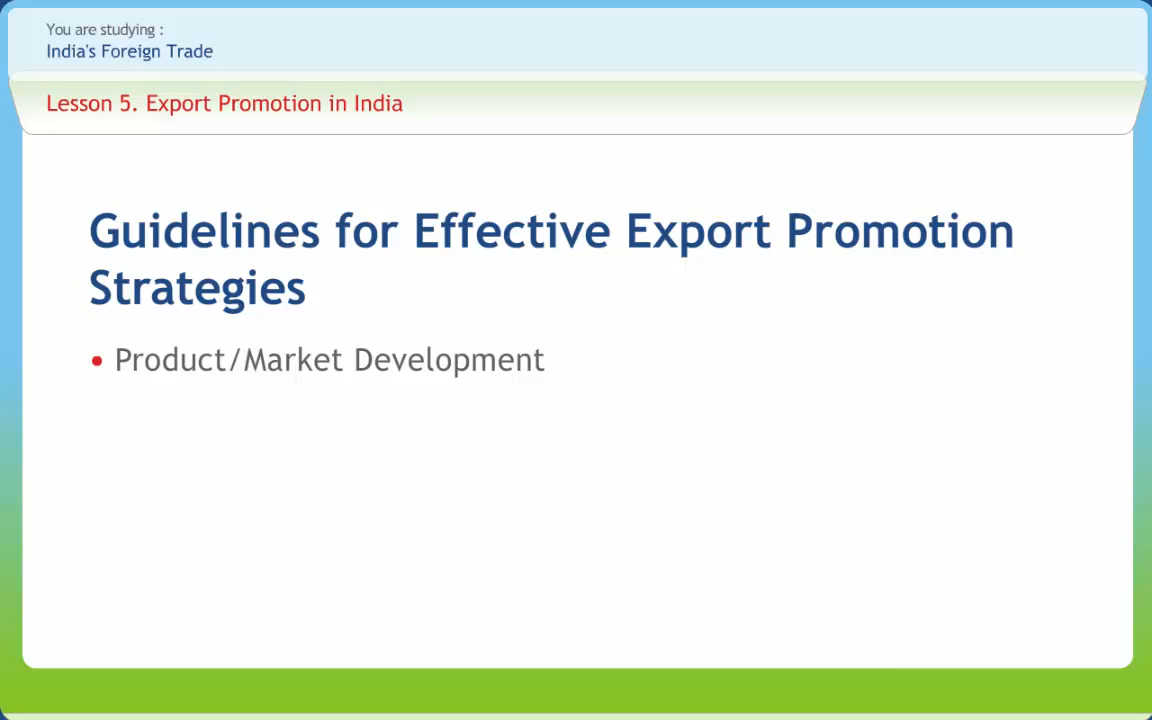 You are studying :
India's Foreign Trade
Lesson 5. Export Promotion in India
Guidelines for Effective Export Promotion
Strategies
• Product/Market Development